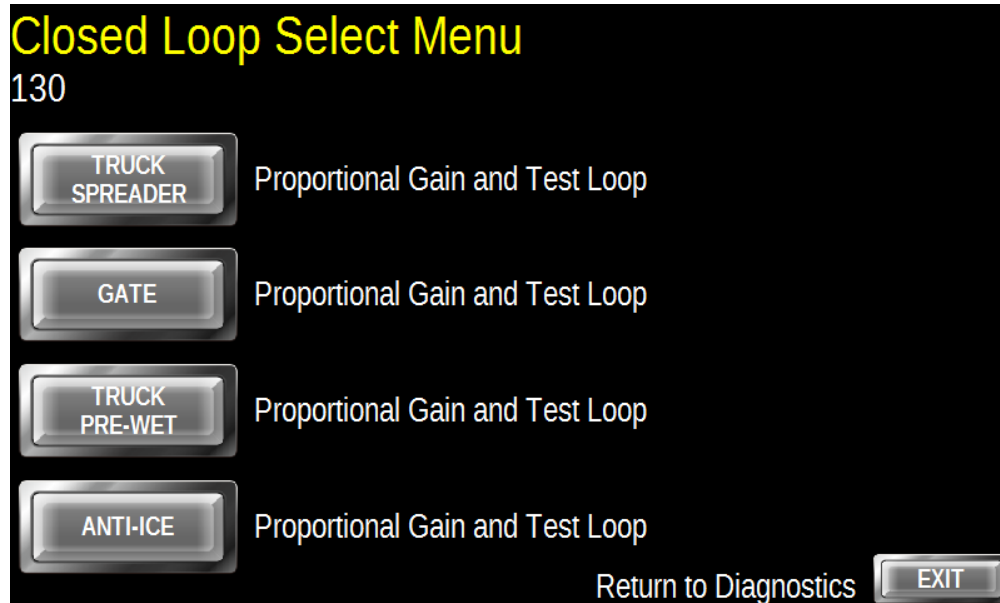 Closed Loop Select Menu
130
TRUCK
SPREADER
Proportional Gain and Test Loop
GATE
Proportional Gain and Test Loop
TRUCK
PRE-WET
Proportional Gain and Test Loop
ANTI-ICE
Proportional Gain and Test Loop
Return to Diagnostics
EXIT